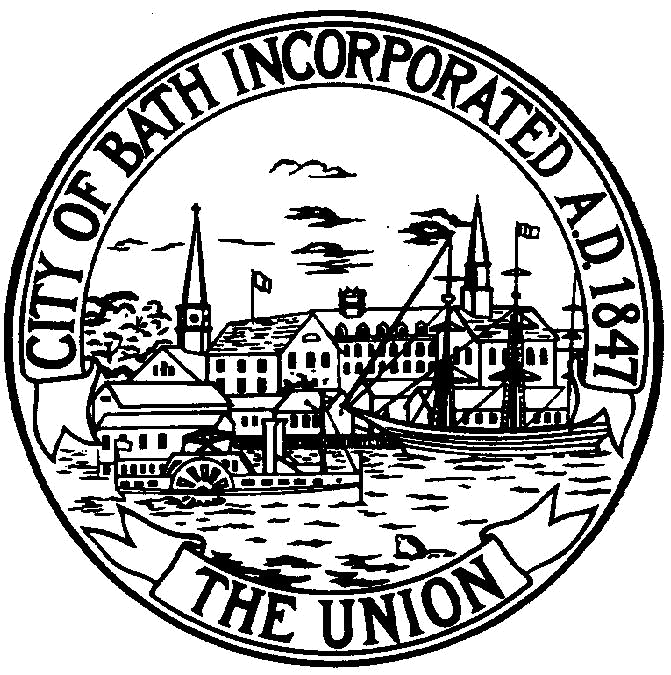 CITY OF BATH INCORPORATED A.D. 1847
THE UNION